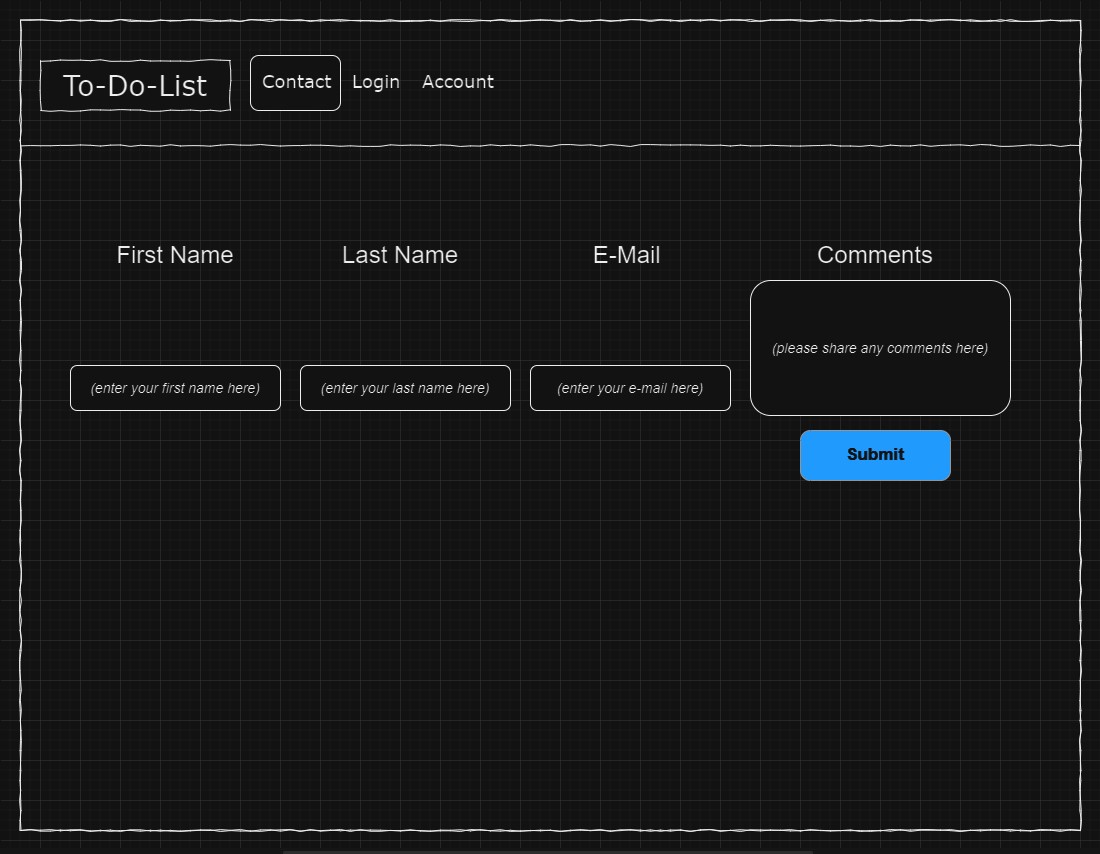 To-Do-List
Contact
Login
Account
First Name
Last Name
E-Mail
Comments
(please share any comments here)
(enter your first name here)
(enter your last name here)
(enter your e-mail here)
Submit